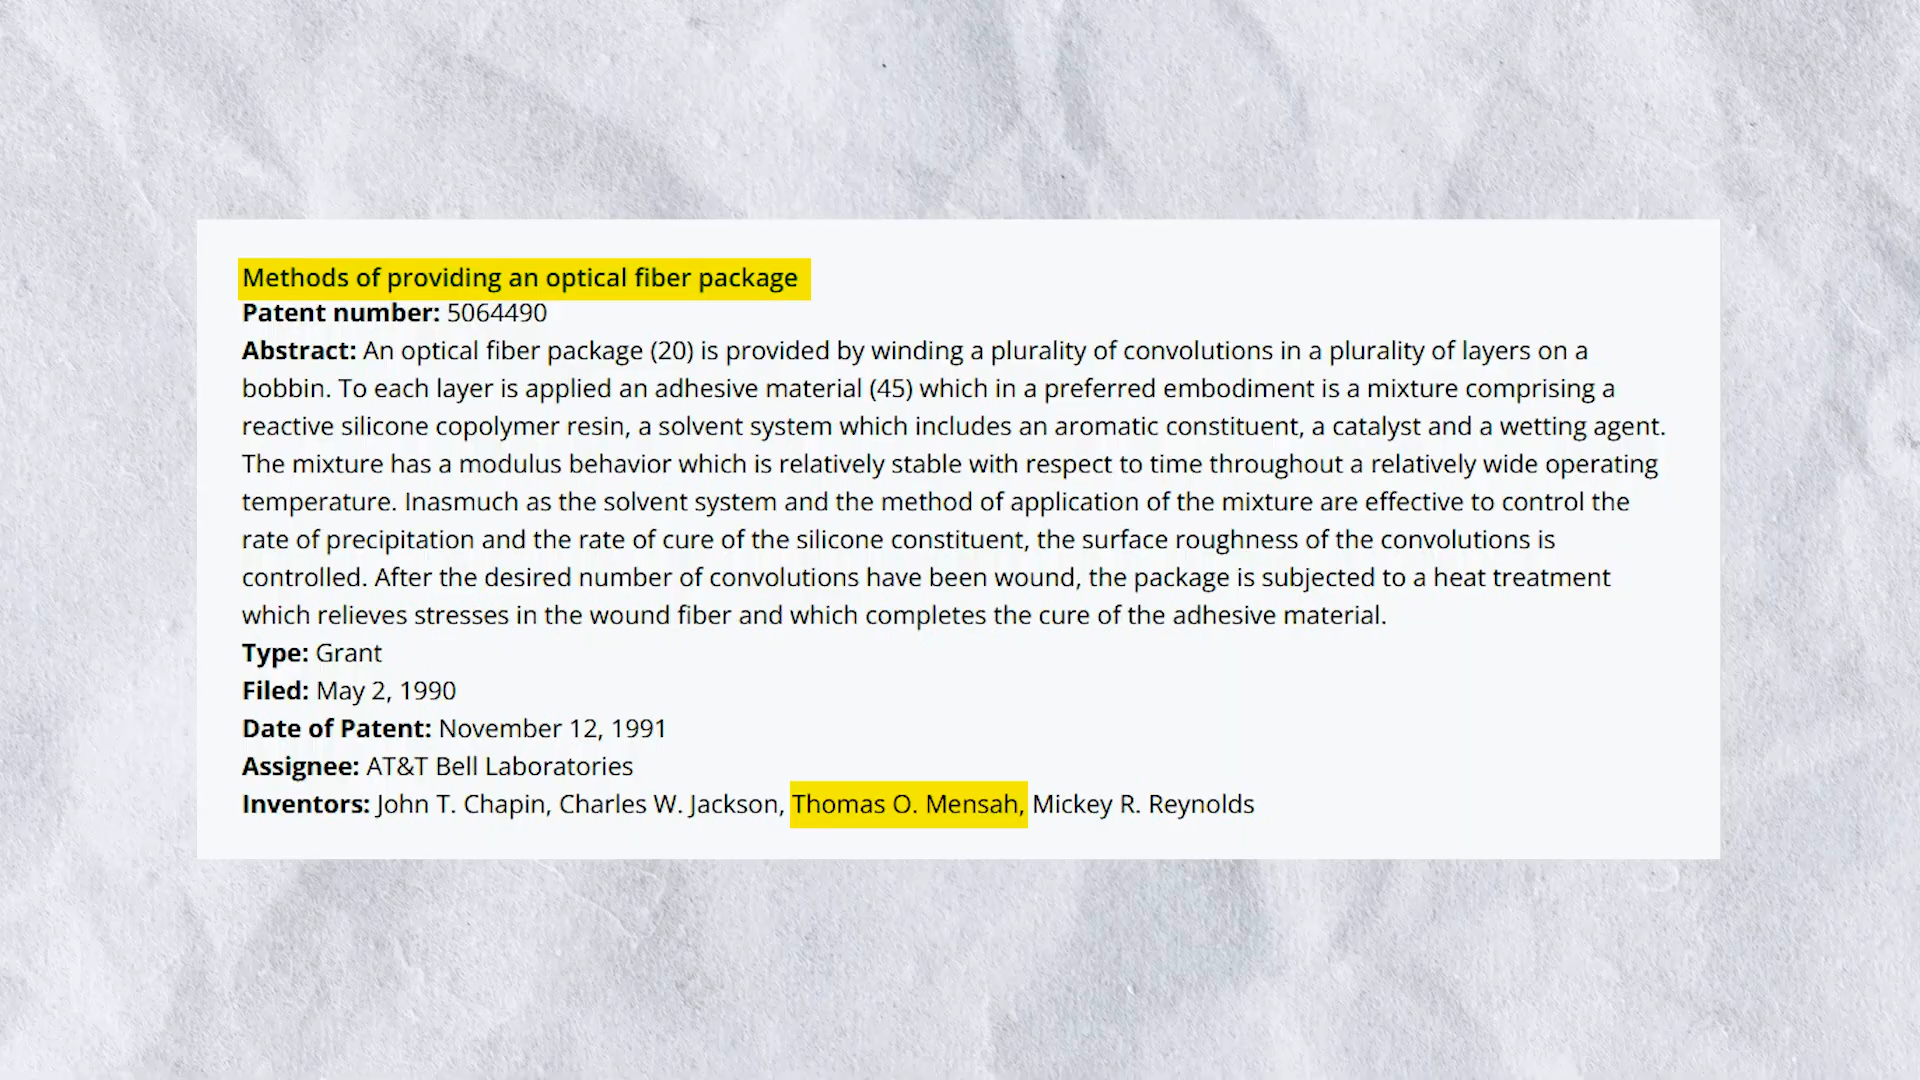 Methods of providing an optical fiber package
Patent number: 5064490
Abstract: An optical fiber package (20) is provided by winding a plurality of convolutions in a plurality of layers on a
bobbin. To each layer is applied an adhesive material (45) which in a preferred embodiment is a mixture comprising a
reactive silicone copolymer resin, a solvent system which includes an aromatic constituent, a catalyst and a wetting agent.
The mixture has a modulus behavior which is relatively stable with respect to time throughout a relatively wide operating
temperature. Inasmuch as the solvent system and the method of application of the mixture are effective to control the
rate of precipitation and the rate of cure of the silicone constituent, the surface roughness of the convolutions is
controlled. After the desired number of convolutions have been wound, the package is subjected to a heat treatment
which relieves stresses in the wound fiber and which completes the cure of the adhesive material.
Type: Grant
Filed: May 2, 1990
Date of Patent: November 12, 1991
Assignee: AT&T Bell Laboratories
Inventors: John T. Chapin, Charles W. Jackson, Thomas O. Mensah, Mickey R. Reynolds